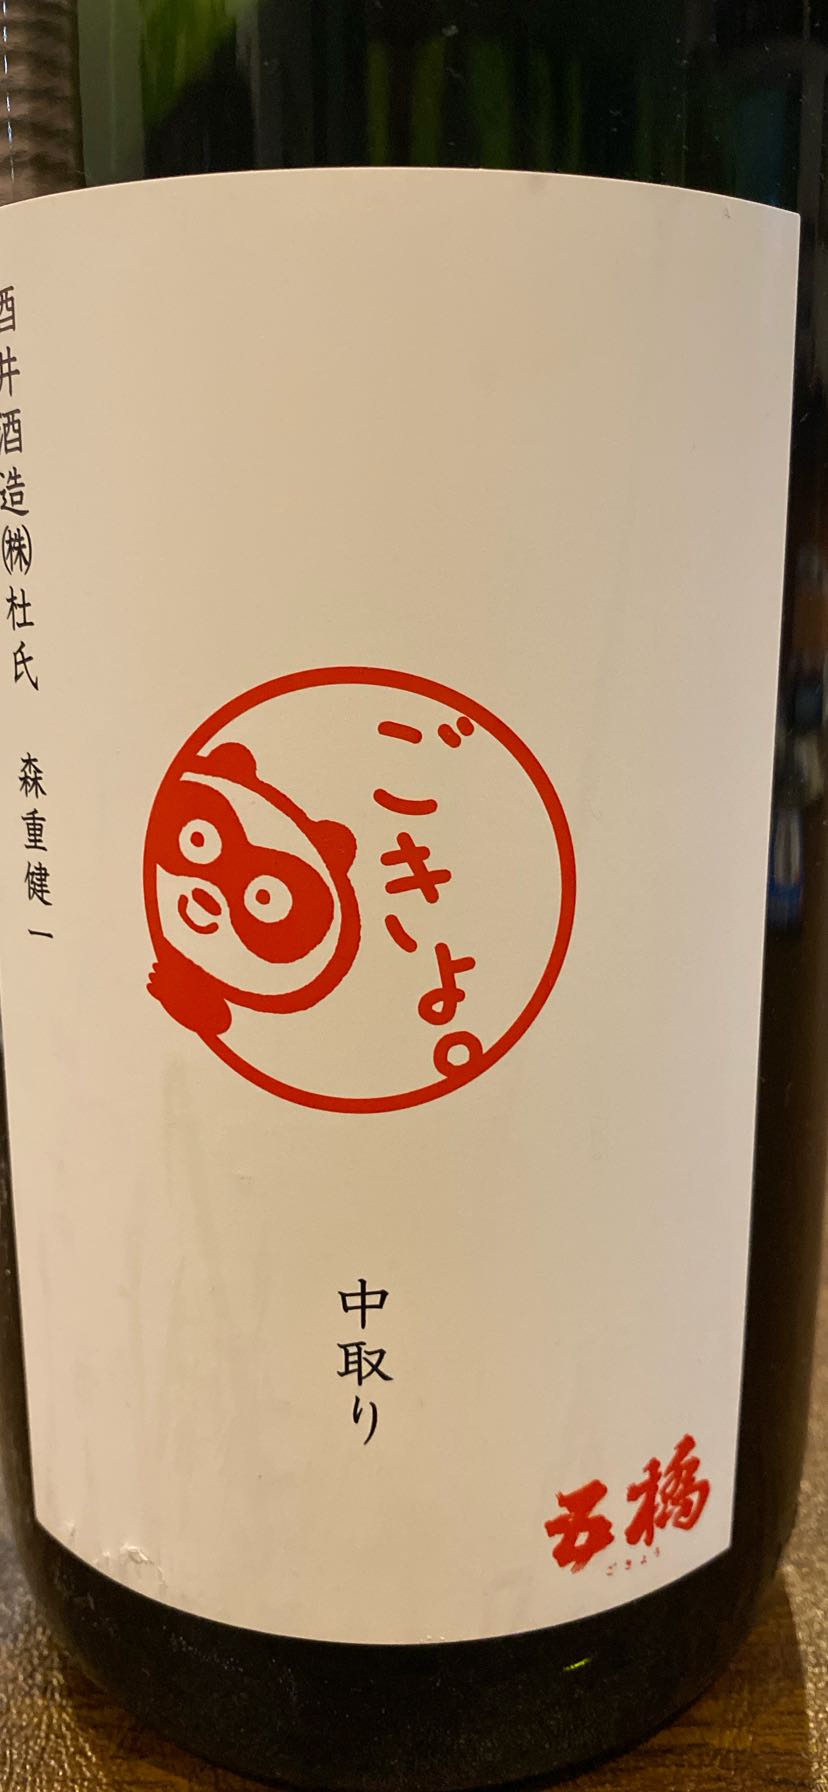 ごきょ。
中取り
五橋
ごきょう
酒井酒造㈱杜氏 森重健一